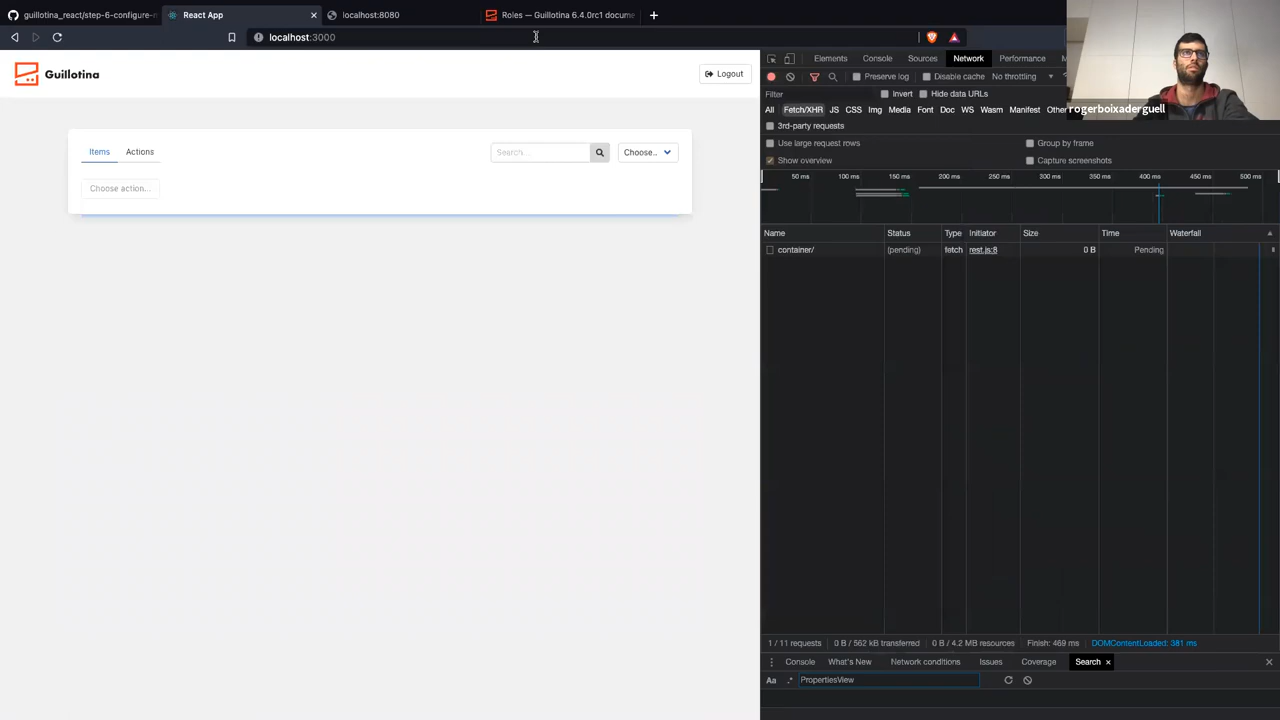 guillotina_react/step-6-configure-r
React App
localhost:8080
Roles — Guillotina 6.4.0rc1 docume
localhost:3000
Guillotina
Logout
Items
Actions
Search...
Choose..
Choose action...
Elements
Console
Sources
Network
Performance
Preserve log
Disable cache
No throttling
Filter
Invert
Hide data URLs
All
Fetch/XHR
JS
CSS
Img
Media
Font
Doc
WS
Wasm
Manifest
Other
rogerboixaderguell
3rd-party requests
Use large request rows
Group by frame
Show overview
Capture screenshots
50 ms
100 ms
150 ms
200 ms
250 ms
300 ms
350 ms
400 ms
450 ms
500 ms
Name
Status
Type
Initiator
Size
Time
Waterfall
container/
(pending)
fetch
rest.js:8
0 B
Pending
1 / 11 requests
0 B / 562 kB transferred
0 B / 4.2 MB resources
Finish: 469 ms
DOMContentLoaded: 381 ms
Console
What's New
Network conditions
Issues
Coverage
Search
Aa
.*
PropertiesView